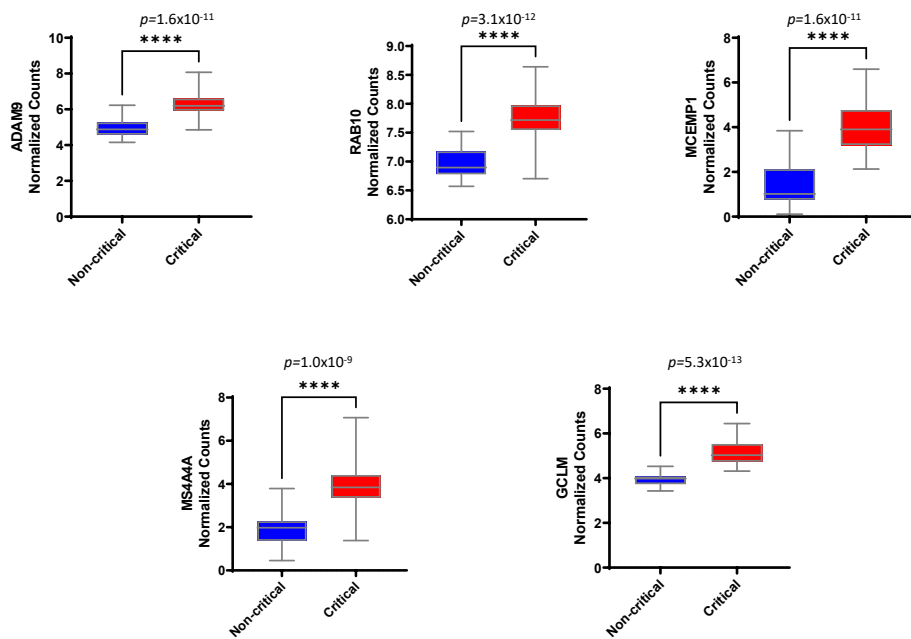 p=1.6x10-11
****
ADAM9
Normalized Counts
10
8
6
4
2
0
Non-critical
Critical
p=3.1x10-12
****
RAB10
Normalized Counts
9.0
8.5
8.0
7.5
7.0
6.5
6.0
Non-critical
Critical
p=1.6x10-11
****
MCEMP1
Normalized Counts
8
6
4
2
0
Non-critical
Critical
p=1.0x10-9
****
MS4A4A
Normalized Counts
8
6
4
2
0
Non-critical
Critical
p=5.3x10-13
****
GCLM
Normalized Counts
8
6
4
2
0
Non-critical
Critical